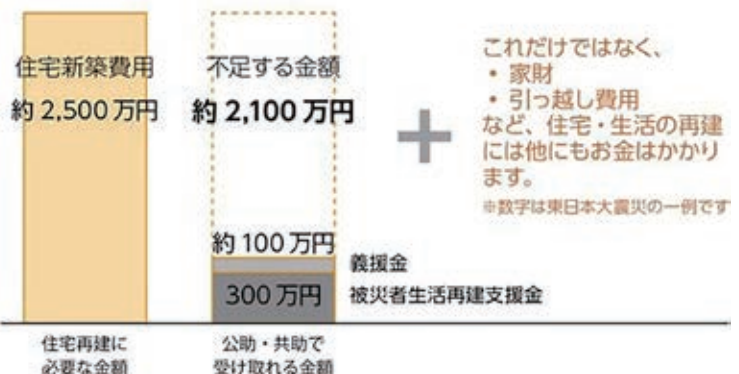 住宅新築費用
約 2,500 万円
不足する金額
約 2,100 万円
約 100 万円
300 万円
義援金
被災者生活再建支援金
住宅再建に
必要な金額
公助・共助で
受け取れる金額
+
これだけではなく、
• 家財
• 引っ越し費用
など、住宅・生活の再建
には他にもお金はかかり
ます。
※数字は東日本大震災の一例です